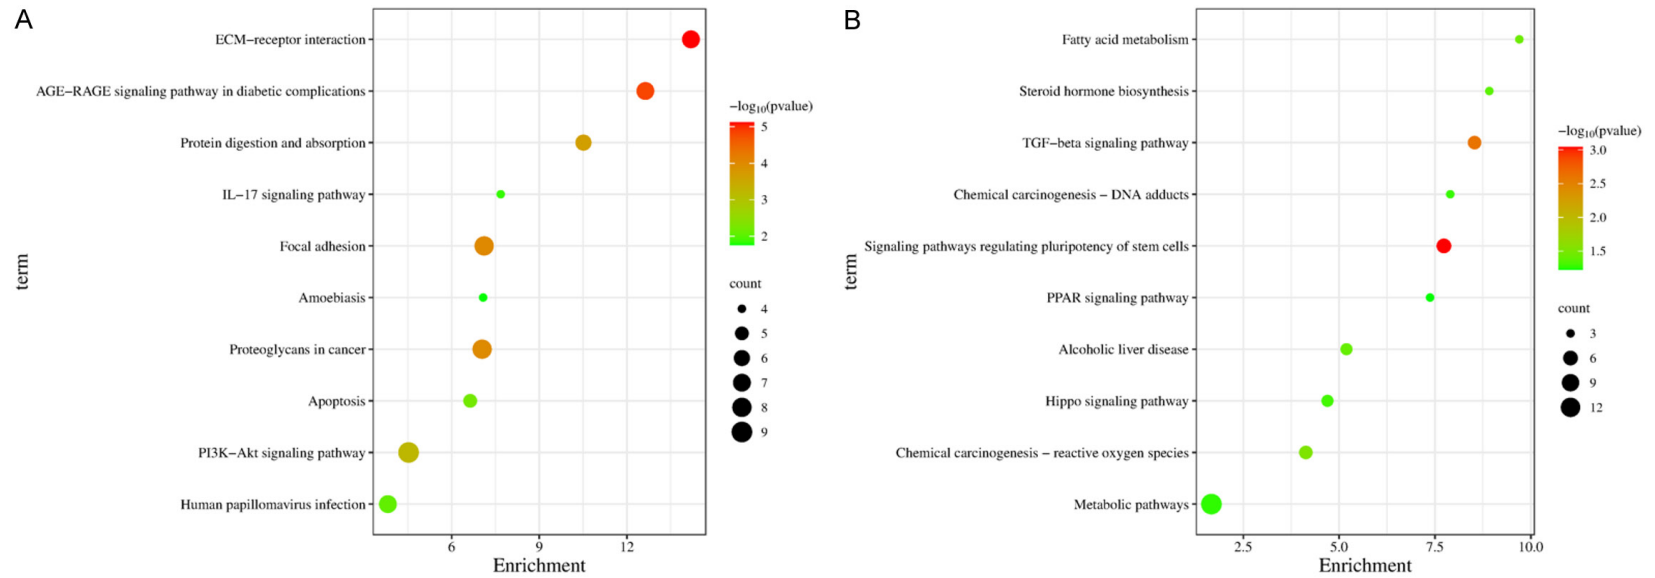 A
ECM−receptor interaction
AGE−RAGE signaling pathway in diabetic complications
Protein digestion and absorption
IL−17 signaling pathway
Focal adhesion
Amoebiasis
Proteoglycans in cancer
Apoptosis
PI3K−Akt signaling pathway
Human papillomavirus infection
term
6 9 12
Enrichment
−log10(pvalue)
5
4
3
2
count
4
5
6
7
8
9
B
Fatty acid metabolism
Steroid hormone biosynthesis
TGF−beta signaling pathway
Chemical carcinogenesis − DNA adducts
Signaling pathways regulating pluripotency of stem cells
PPAR signaling pathway
Alcoholic liver disease
Hippo signaling pathway
Chemical carcinogenesis − reactive oxygen species
Metabolic pathways
term
2.5 5.0 7.5 10.0
Enrichment
−log10(pvalue)
3.0
2.5
2.0
1.5
count
3
6
9
12